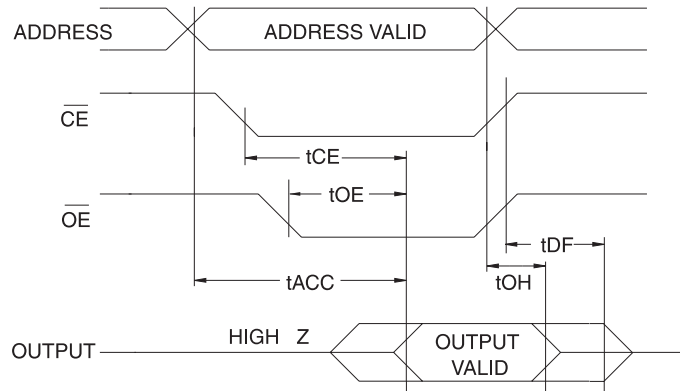 ADDRESS
ADDRESS VALID
CE
tCE
tOE
OE
tDF
tACC
tOH
HIGH Z
OUTPUT
OUTPUT
VALID